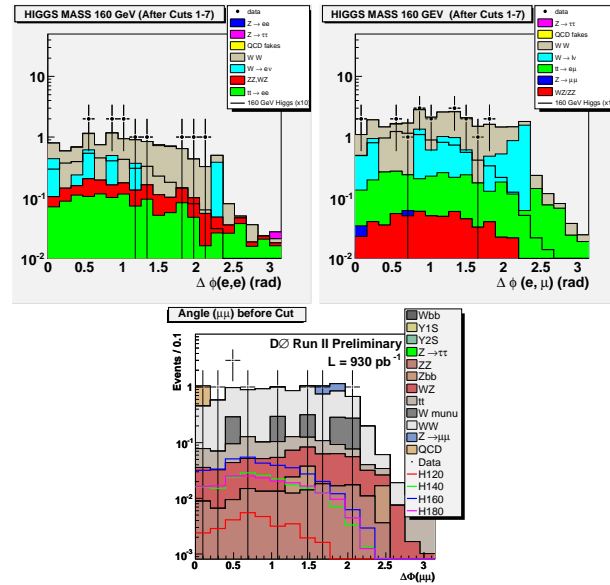 HIGGS MASS 160 GeV (After Cuts 1-7)
data
Z → ee
Z → ττ
QCD fakes
W W
W → eν
ZZ,WZ
tt → ee
160 GeV Higgs (x10)
10
1
10⁻¹
10⁻²
0 0.5 1 1.5 2 2.5 3
Δ φ(e,e) (rad)
HIGGS MASS 160 GEV (After Cuts 1-7)
data
Z → ττ
QCD fakes
W W
W → lν
tt → eμ
Z → μμ
WZ/ZZ
160 GeV Higgs (x10)
10
1
10⁻¹
10⁻²
0 0.5 1 1.5 2 2.5 3
Δ φ (e, μ) (rad)
Angle (μμ) before Cut
DØ Run II Preliminary
L = 930 pb⁻¹
Events/ 0.1
10
1
10⁻¹
10⁻²
10⁻³
0 0.5 1 1.5 2 2.5 3
ΔΦ(μμ)
Wbb
Y1S
Y2S
Z → ττ
ZZ
Zbb
WZ
tt
W munu
WW
Z → μμ
QCD
Data
H120
H140
H160
H180